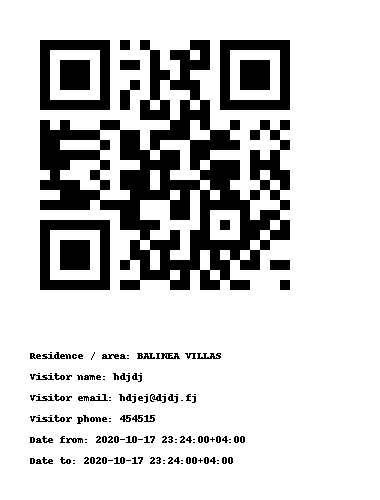 Residence / area: BALINEA VILLAS
Visitor name: hdjdj
Visitor email: hdjej@djdj.fj
Visitor phone: 454515
Date from: 2020-10-17 23:24:00+04:00
Date to: 2020-10-17 23:24:00+04:00